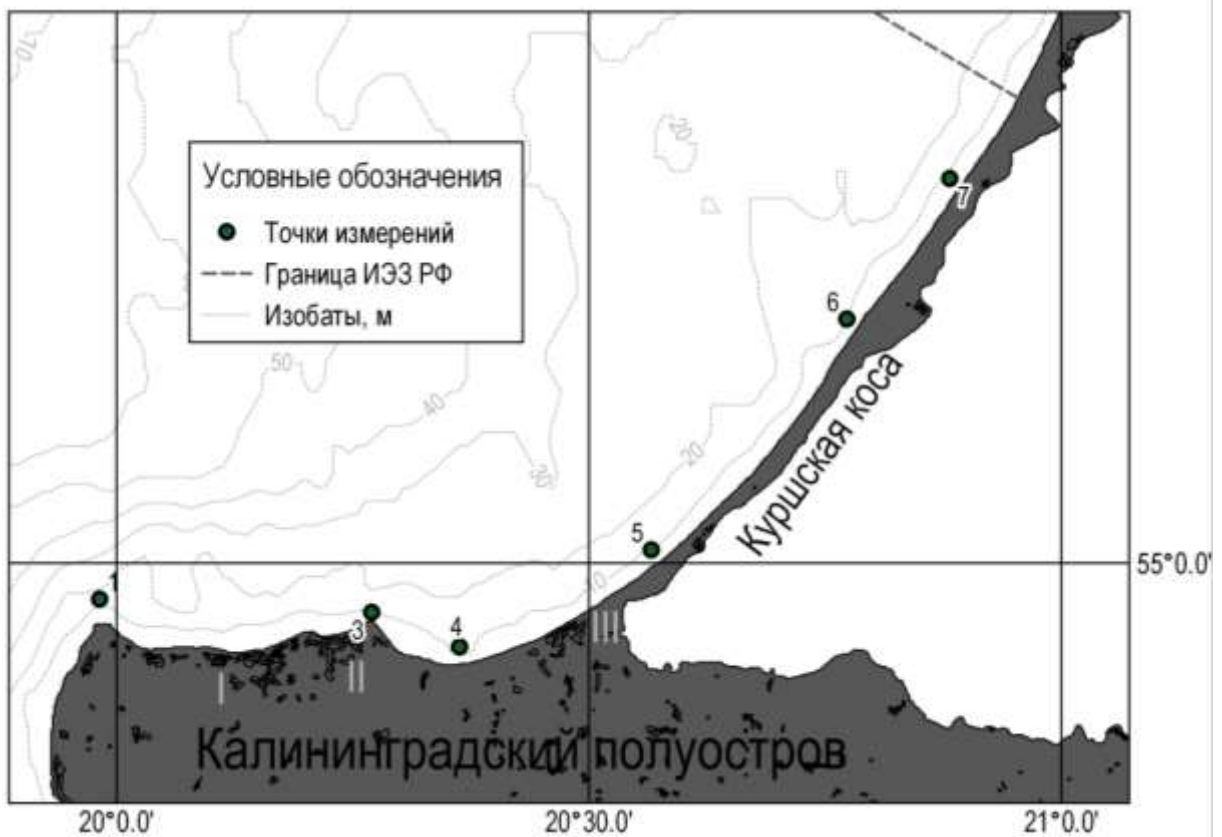 70
20
Условные обозначения
Точки измерений
Граница ИЭЗ РФ
Изобаты, м
7
6
50
40
30
20
Куршская коса
5
10
55°0.0'
1
3
4
I
II
III
Калининградский полуостров
20°0.0'
20°30.0'
21°0.0'